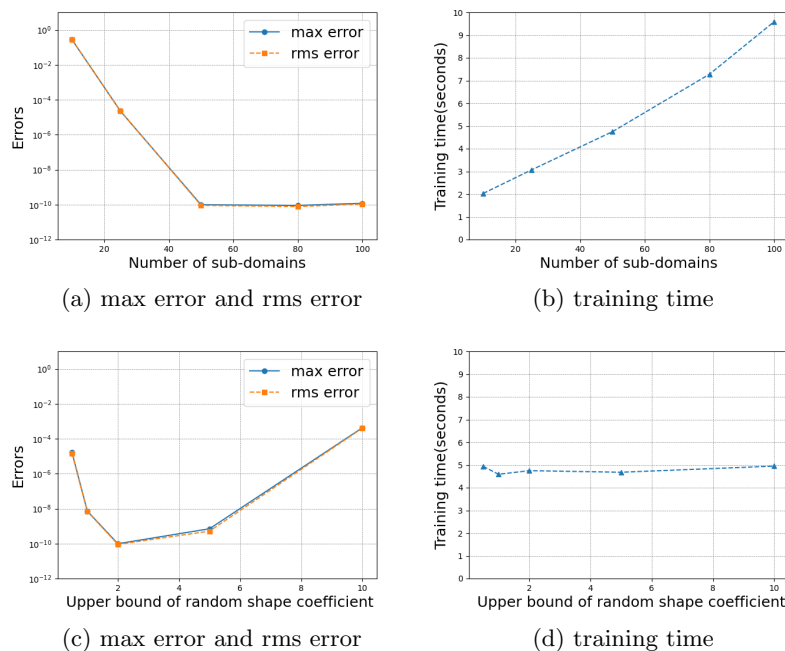 max error
rms error
10^0
10^-2
10^-4
10^-6
10^-8
10^-10
10^-12
Errors
20 40 60 80 100
Number of sub-domains
(a) max error and rms error
10
9
8
7
6
5
4
3
2
1
0
Training time(seconds)
20 40 60 80 100
Number of sub-domains
(b) training time
max error
rms error
10^0
10^-2
10^-4
10^-6
10^-8
10^-10
10^-12
Errors
2 4 6 8 10
Upper bound of random shape coefficient
(c) max error and rms error
10
9
8
7
6
5
4
3
2
1
0
Training time(seconds)
2 4 6 8 10
Upper bound of random shape coefficient
(d) training time